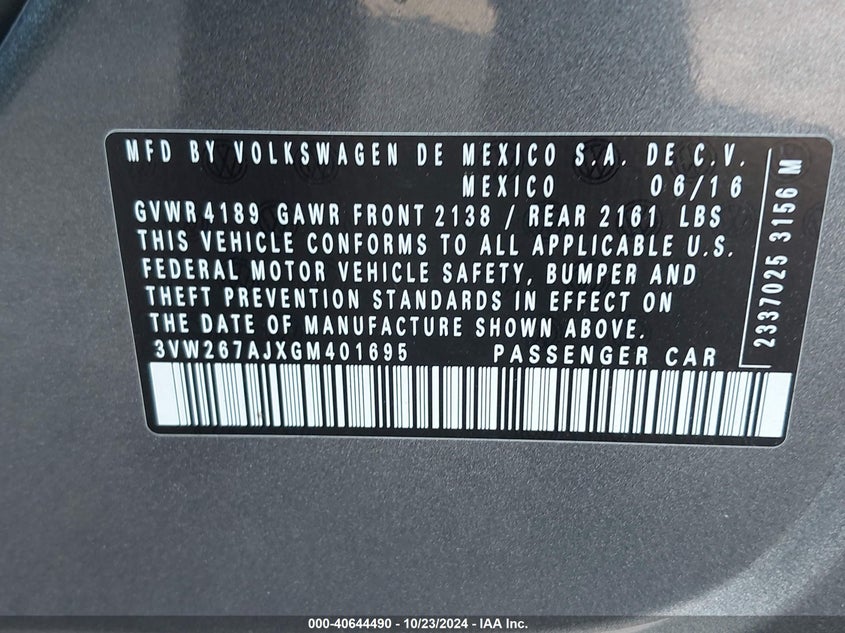 MFD BY VOLKSWAGEN DE MEXICO S.A. DE C.V.
MEXICO 06/16
GVWR 4189 GAWR FRONT 2138 / REAR 2161 LBS
THIS VEHICLE CONFORMS TO ALL APPLICABLE U.S.
FEDERAL MOTOR VEHICLE SAFETY, BUMPER AND
THEFT PREVENTION STANDARDS IN EFFECT ON
THE DATE OF MANUFACTURE SHOWN ABOVE.
3VW267AJXGM401695 PASSENGER CAR
2337025 3156 M
000-40644490 - 10/23/2024 - IAA Inc.